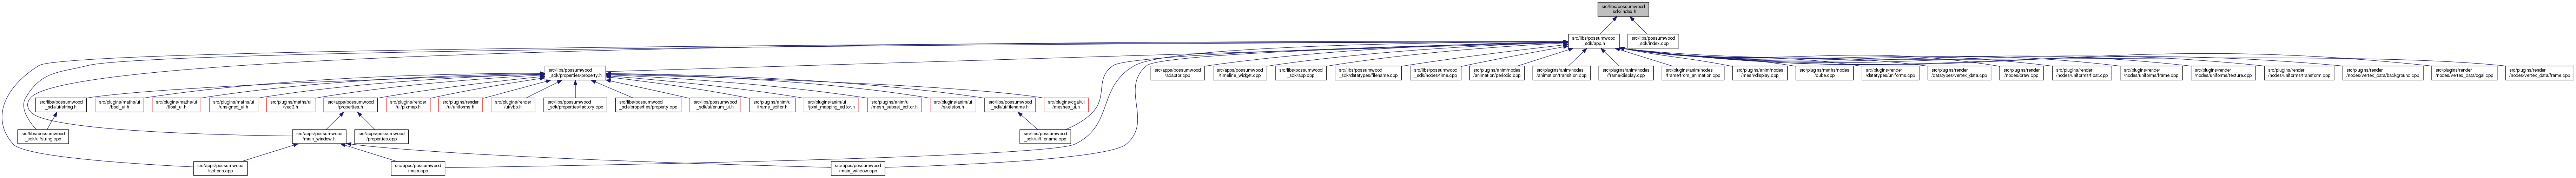 src/libs/possumwood
_sdk/index.h
src/libs/possumwood
_sdk/app.h
src/libs/possumwood
_sdk/index.cpp
src/libs/possumwood
_sdk/properties/property.h
src/apps/possumwood
/adaptor.cpp
src/apps/possumwood
/timeline_widget.cpp
src/libs/possumwood
_sdk/app.cpp
src/libs/possumwood
_sdk/datatypes/filename.cpp
src/libs/possumwood
_sdk/nodes/time.cpp
src/plugins/anim/nodes
/animation/periodic.cpp
src/plugins/anim/nodes
/animation/transition.cpp
src/plugins/anim/nodes
/frame/display.cpp
src/plugins/anim/nodes
/frame/from_animation.cpp
src/plugins/anim/nodes
/mesh/display.cpp
src/plugins/maths/nodes
/cube.cpp
src/plugins/render
/datatypes/uniforms.cpp
src/plugins/render
/datatypes/vertex_data.cpp
src/plugins/render
/nodes/draw.cpp
src/plugins/render
/nodes/uniforms/float.cpp
src/plugins/render
/nodes/uniforms/frame.cpp
src/plugins/render
/nodes/uniforms/texture.cpp
src/plugins/render
/nodes/uniforms/transform.cpp
src/plugins/render
/nodes/vertex_data/background.cpp
src/plugins/render
/nodes/vertex_data/cgal.cpp
src/plugins/render
/nodes/vertex_data/frame.cpp
src/libs/possumwood
_sdk/ui/string.h
src/plugins/maths/ui
/bool_ui.h
src/plugins/maths/ui
/float_ui.h
src/plugins/maths/ui
/unsigned_ui.h
src/plugins/maths/ui
/vec3.h
src/apps/possumwood
/properties.h
src/plugins/render
/ui/pixmap.h
src/plugins/render
/ui/uniforms.h
src/plugins/render
/ui/vbo.h
src/libs/possumwood
_sdk/properties/factory.cpp
src/libs/possumwood
_sdk/properties/property.cpp
src/libs/possumwood
_sdk/ui/enum_ui.h
src/plugins/anim/ui
/frame_editor.h
src/plugins/anim/ui
/joint_mapping_editor.h
src/plugins/anim/ui
/mesh_subset_editor.h
src/plugins/anim/ui
/skeleton.h
src/libs/possumwood
_sdk/ui/filename.h
src/plugins/cgal/ui
/meshes_ui.h
src/libs/possumwood
_sdk/ui/string.cpp
src/apps/possumwood
/main_window.h
src/apps/possumwood
/properties.cpp
src/libs/possumwood
_sdk/ui/filename.cpp
src/apps/possumwood
/actions.cpp
src/apps/possumwood
/main.cpp
src/apps/possumwood
/main_window.cpp